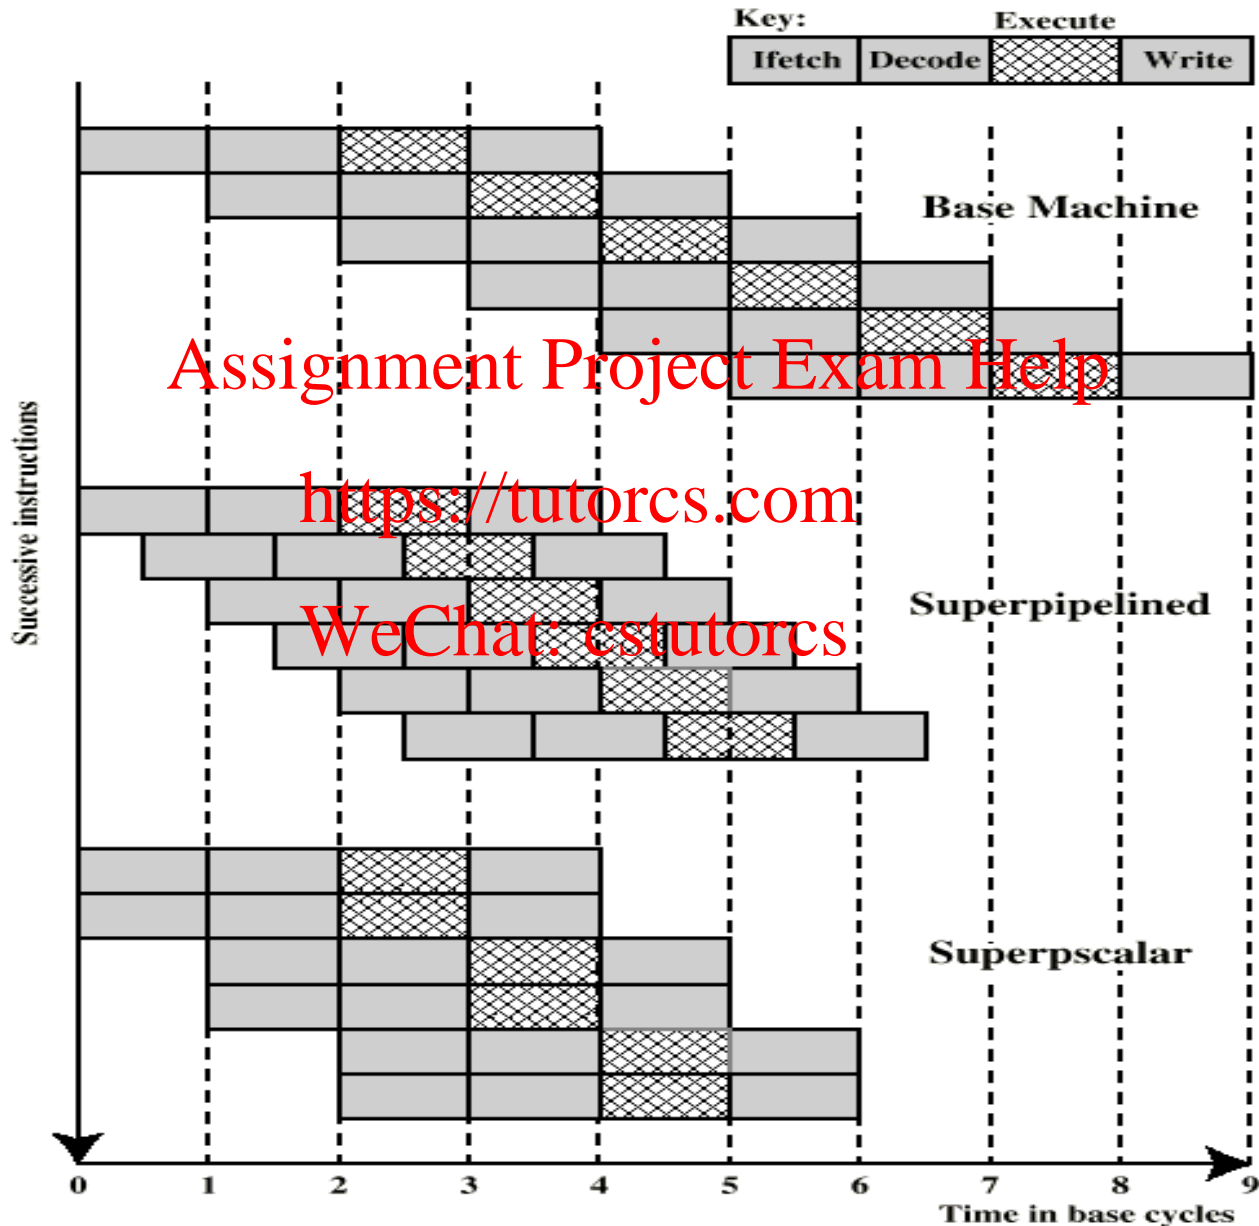 Key:
Execute
Ifetch Decode Write
Base Machine
Assignment Project Exam Help
https://tutorcs.com
Successive instructions
Superpipelined
WeChat: cstutorcs
Superpscalar
0 1 2 3 4 5 6 7 8 9
Time in base cycles